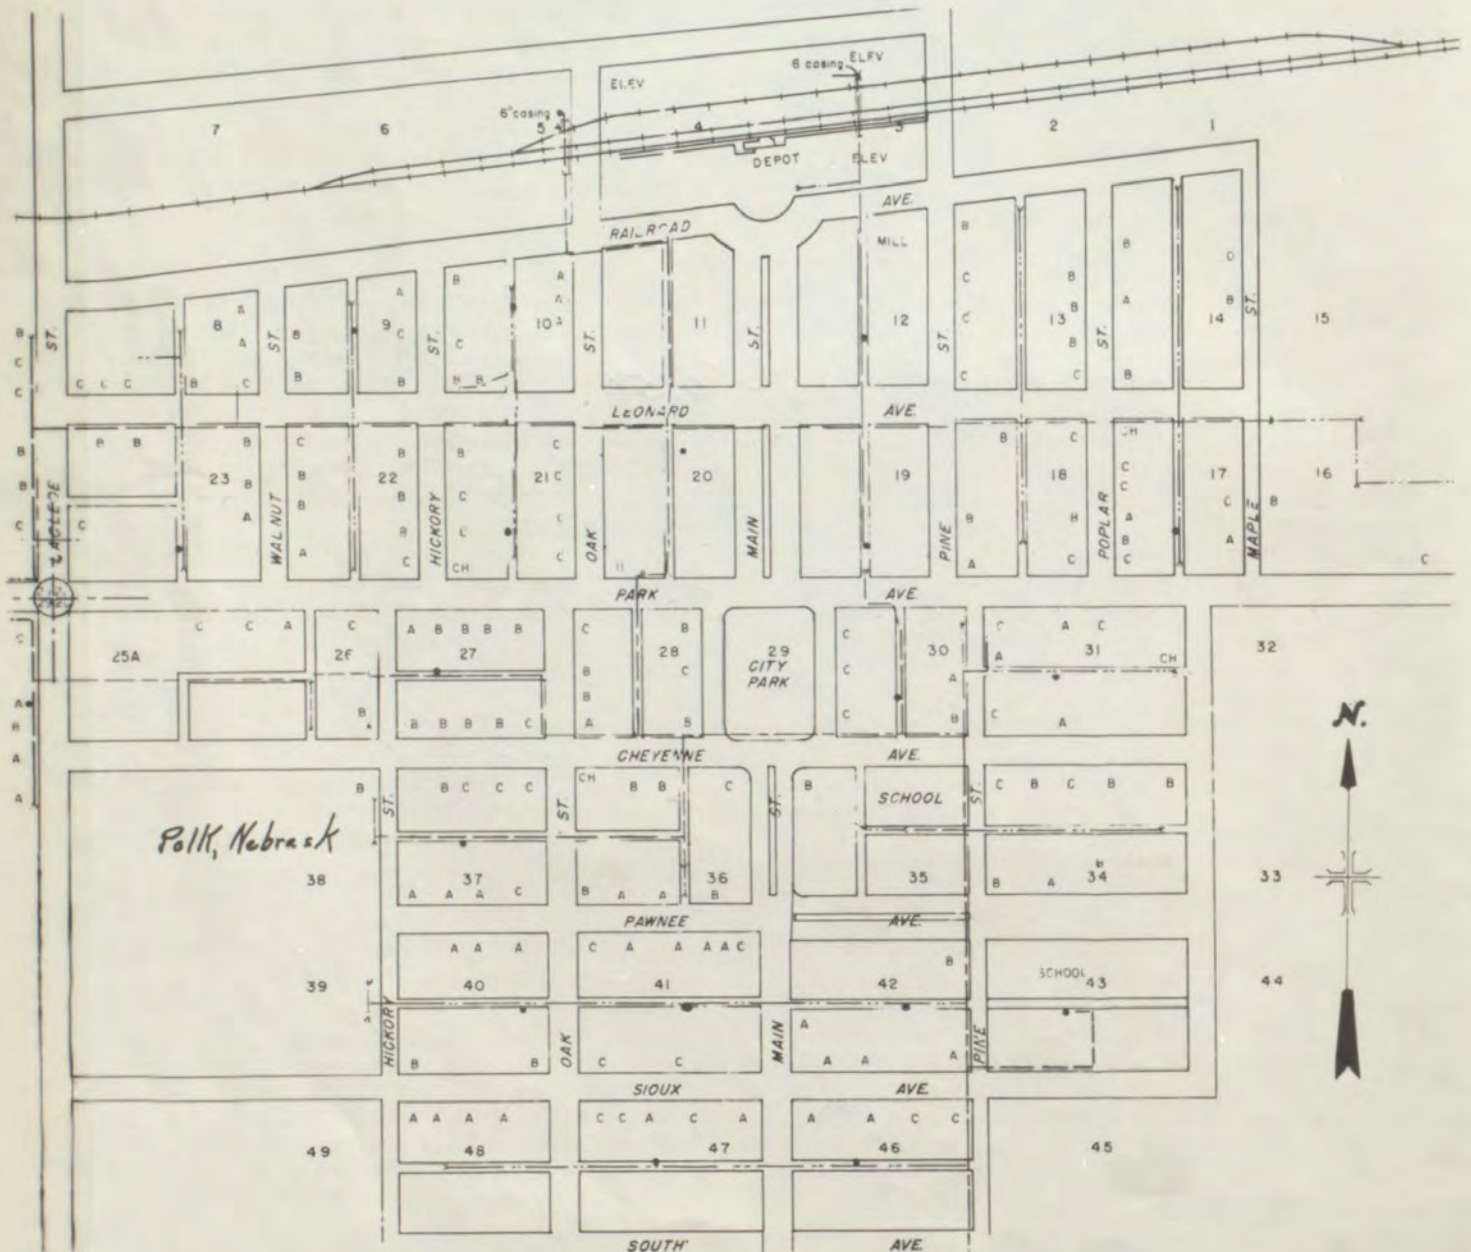 6 casing ELEV
ELEV
6" casing
7 6 5 4 3 2 1
DEPOT ELEV
RAILROAD AVE.
MILL
B B
C B B O
A A B A B B A B
8 9 10 11 12 13 14 15
ST. ST. ST. ST. ST. ST. ST. ST.
B A B C C A C B
C
C C C C B C B B B B C C B
LEONARD AVE.
B B B B C B B C C B C CH
23 22 21 20 19 18 17 16
B B B B C C C C C B
C C A B B C C B H A B A
A C CH C H A C C C
LACLEDE WALNUT HICKORY OAK MAIN PINE POPLAR MAPLE
PARK AVE.
C C C A C A B B B B C B C C A C
25A 26 27 28 29 30 31 32
CITY
PARK
B C C A A CH
A B B B B B B C A B C B C A
B
A
A
CHEYENNE AVE.
N.
B B C C C CH B B C B SCHOOL C B C B B
ST. ST. ST. ST.
Polk, Nebrask
38 37 36 35 34 33
B
A A A C B A A B B A
PAWNEE AVE.
A A A C A A A A C B SCHOOL
39 40 41 42 43 44
HICKORY OAK MAIN PINE
A
B B C C A A A
SIOUX AVE.
A A A A C C A C A A A C C
49 48 47 46 45
SOUTH AVE.